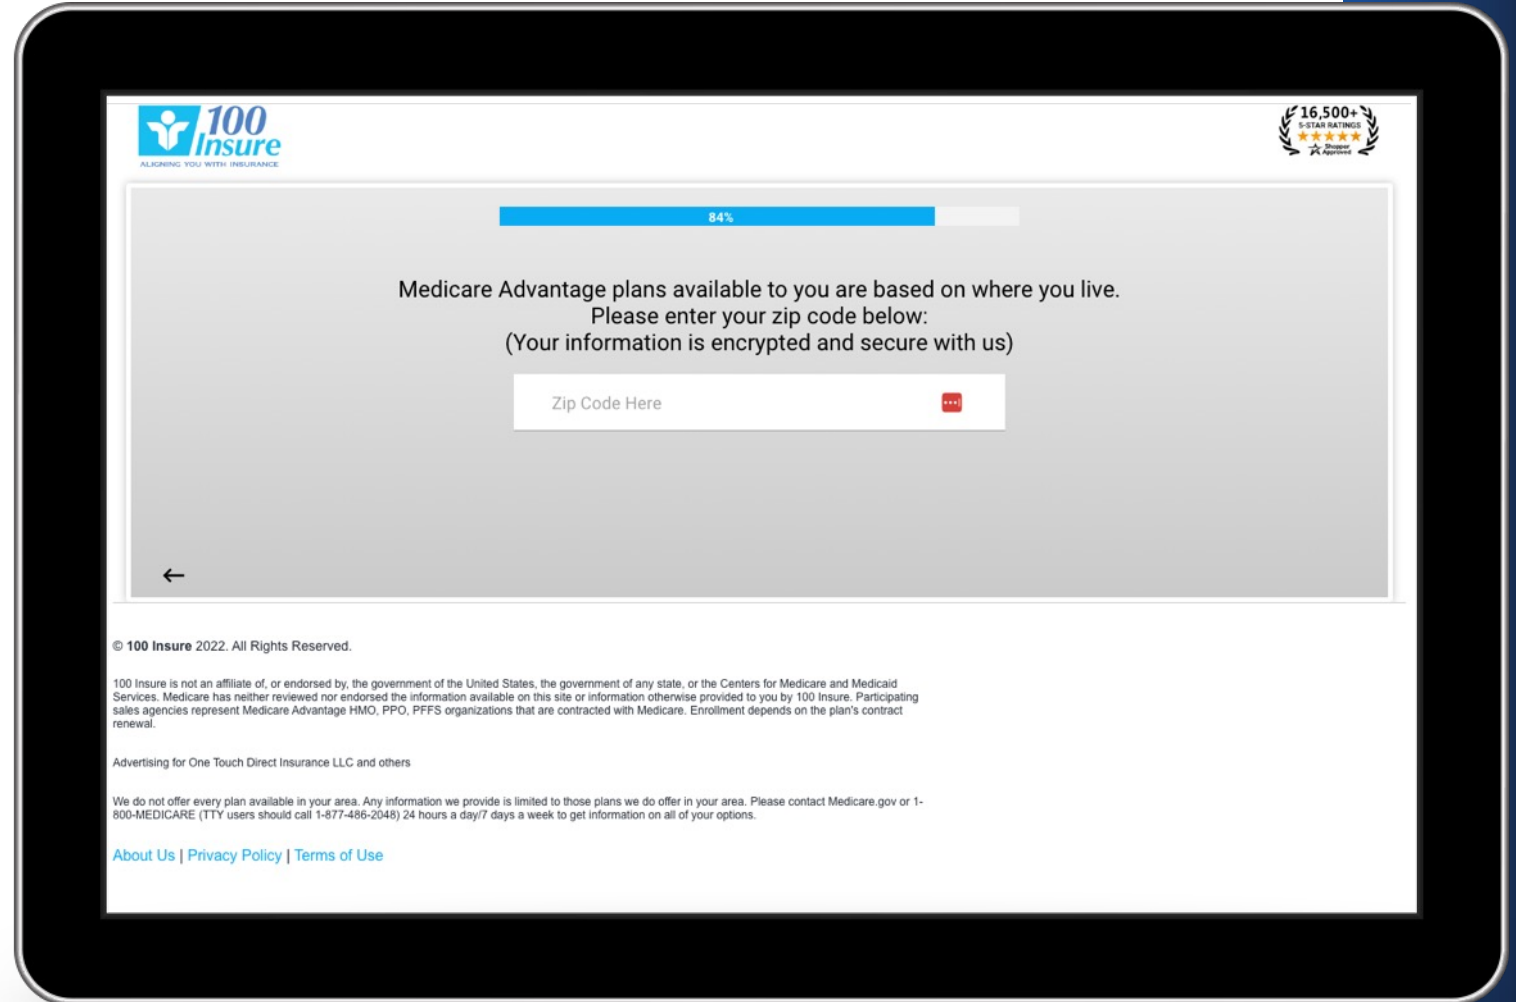 100
Insure
ALIGNING YOU WITH INSURANCE
16,500+
5-STAR RATINGS
Shopper
Approved
84%
Medicare Advantage plans available to you are based on where you live.
Please enter your zip code below:
(Your information is encrypted and secure with us)
Zip Code Here
© 100 Insure 2022. All Rights Reserved.
100 Insure is not an affiliate of, or endorsed by, the government of the United States, the government of any state, or the Centers for Medicare and Medicaid
Services. Medicare has neither reviewed nor endorsed the information available on this site or information otherwise provided to you by 100 Insure. Participating
sales agencies represent Medicare Advantage HMO, PPO, PFFS organizations that are contracted with Medicare. Enrollment depends on the plan's contract
renewal.
Advertising for One Touch Direct Insurance LLC and others
We do not offer every plan available in your area. Any information we provide is limited to those plans we do offer in your area. Please contact Medicare.gov or 1-
800-MEDICARE (TTY users should call 1-877-486-2048) 24 hours a day/7 days a week to get information on all of your options.
About Us | Privacy Policy | Terms of Use